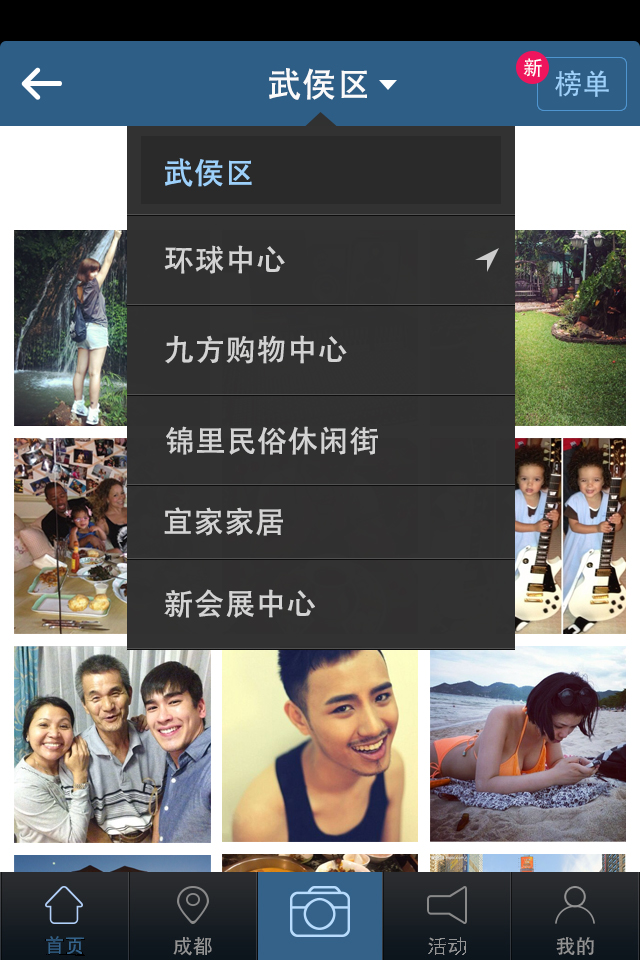 武侯区
新
榜单
武侯区
环球中心
九方购物中心
锦里民俗休闲街
宜家家居
新会展中心
首页
成都
活动
我的